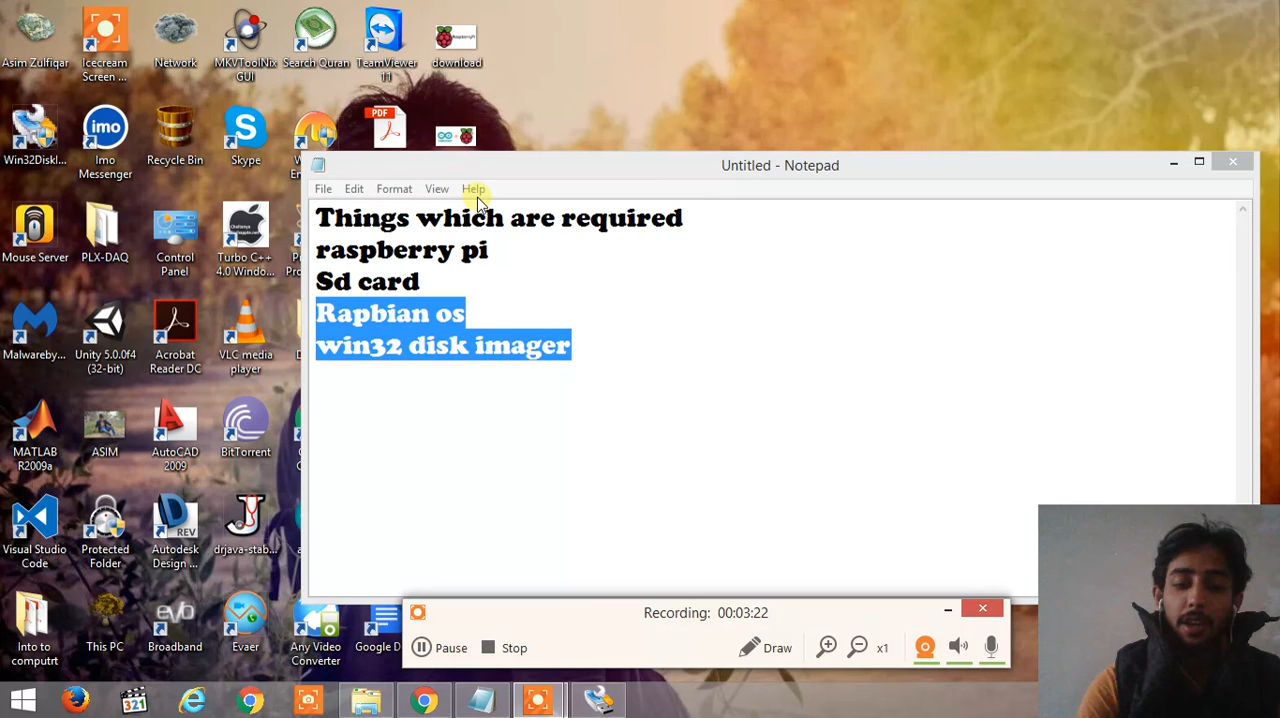 Asim Zulfiqar
Icecream
Screen ...
Network
MKVToolNix
GUI
Search Quran
TeamViewer
11
download
Win32DiskI...
Imo
Messenger
Recycle Bin
Skype
PDF
Untitled - Notepad
File Edit Format View Help
Things which are required
raspberry pi
Sd card
Rapbian os
win32 disk imager
Mouse Server
PLX-DAQ
Control
Panel
Turbo C++
4.0 Windo...
Malwareby...
Unity 5.0.0f4
(32-bit)
Acrobat
Reader DC
VLC media
player
MATLAB
R2009a
ASIM
AutoCAD
2009
BitTorrent
Visual Studio
Code
Protected
Folder
Autodesk
Design ...
drjava-stab...
Into to
computrt
This PC
Broadband
Evaer
Any Video
Converter
Google D
Recording: 00:03:22
Pause Stop Draw x1